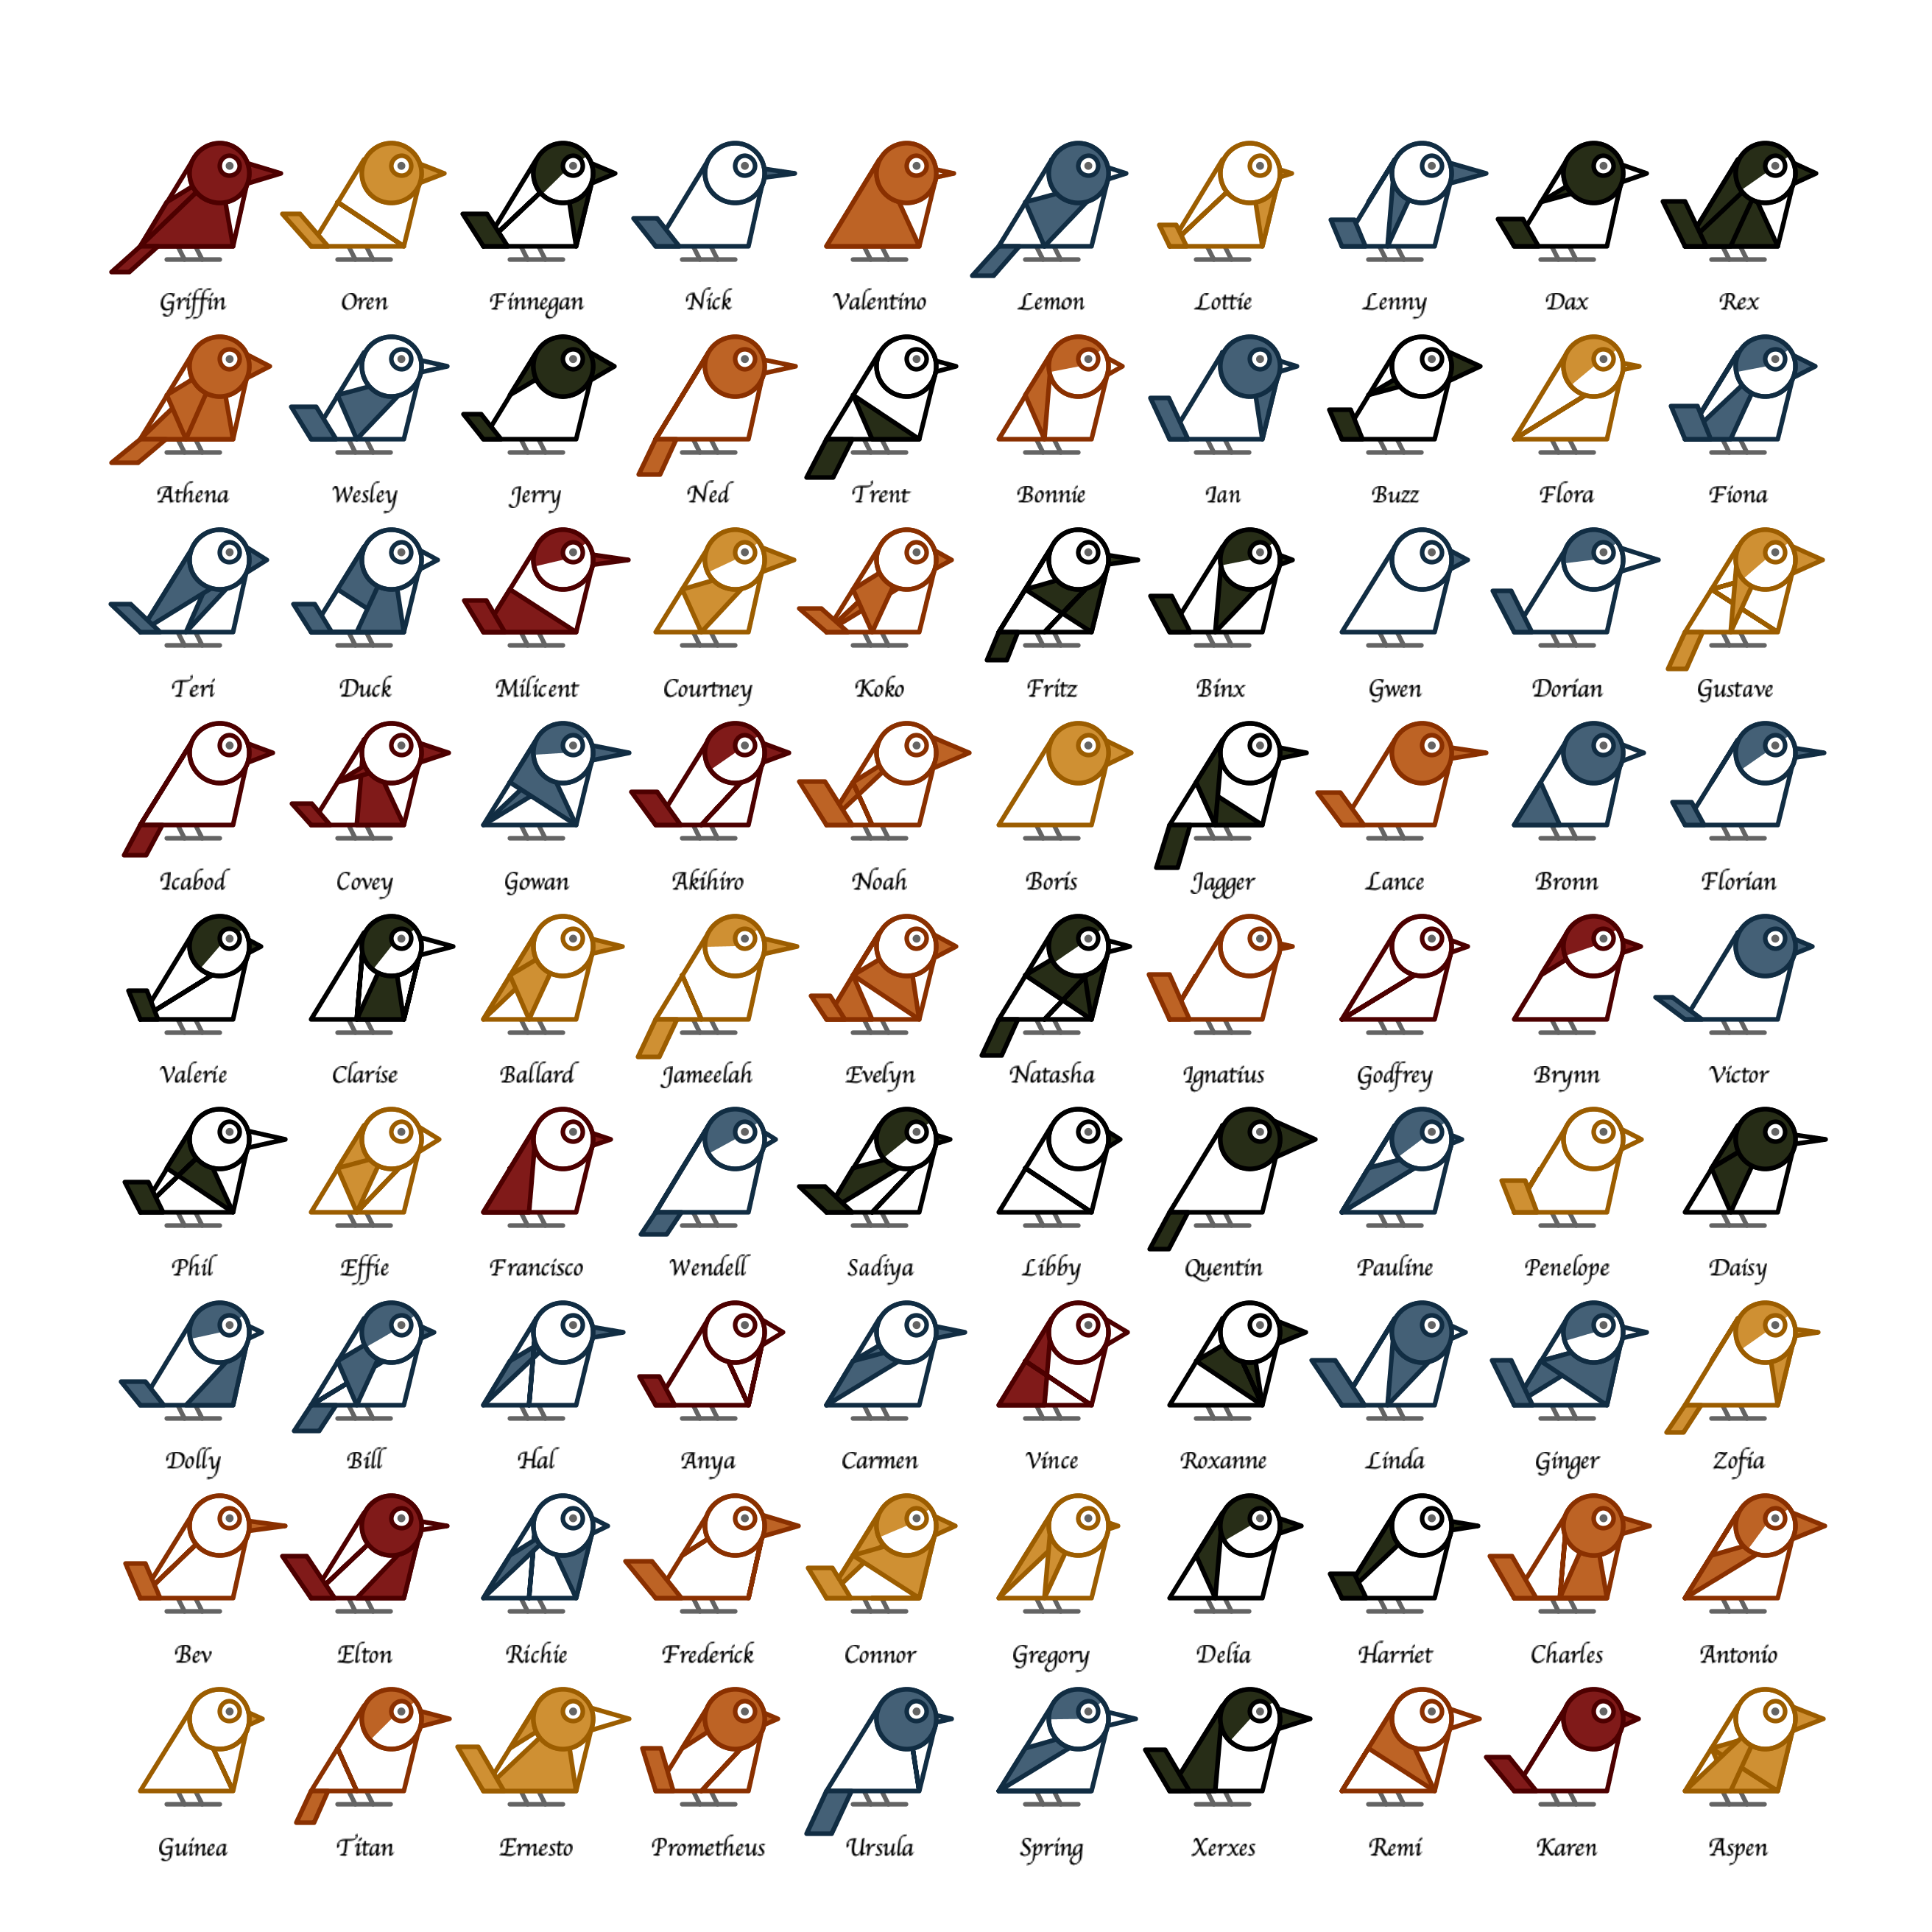 Griffin Oren Finnegan Nick Valentino Lemon Lottie Lenny Dax Rex
Athena Wesley Jerry Ned Trent Bonnie Ian Buzz Flora Fiona
Teri Duck Milicent Courtney Koko Fritz Binx Gwen Dorian Gustave
Icabod Covey Gowan Akihiro Noah Boris Jagger Lance Bronn Florian
Valerie Clarise Ballard Jameelah Evelyn Natasha Ignatius Godfrey Brynn Victor
Phil Effie Francisco Wendell Sadiya Libby Quentin Pauline Penelope Daisy
Dolly Bill Hal Anya Carmen Vince Roxanne Linda Ginger Zofia
Bev Elton Richie Frederick Connor Gregory Delia Harriet Charles Antonio
Guinea Titan Ernesto Prometheus Ursula Spring Xerxes Remi Karen Aspen